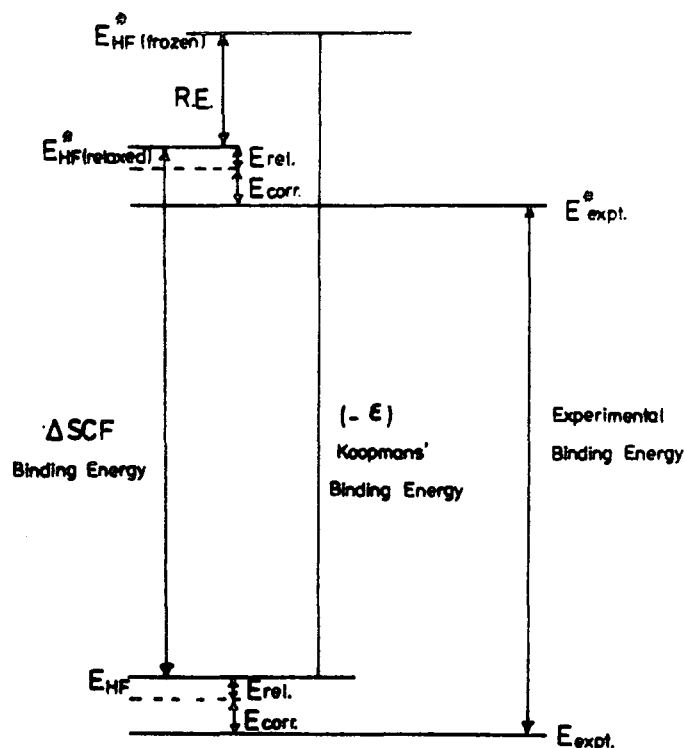 E*HF (frozen)
R.E.
E*HF(relaxed)
Erel.
Ecorr.
E*expt.
ΔSCF
Binding Energy
(- ε)
Koopmans'
Binding Energy
Experimental
Binding Energy
EHF
Erel.
Ecorr.
Eexpt.